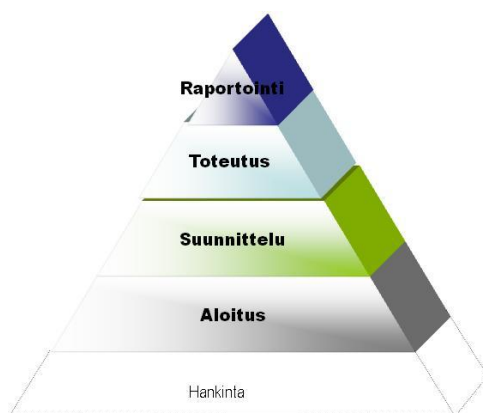 Raportointi
Toteutus
Suunnittelu
Aloitus
Hankinta